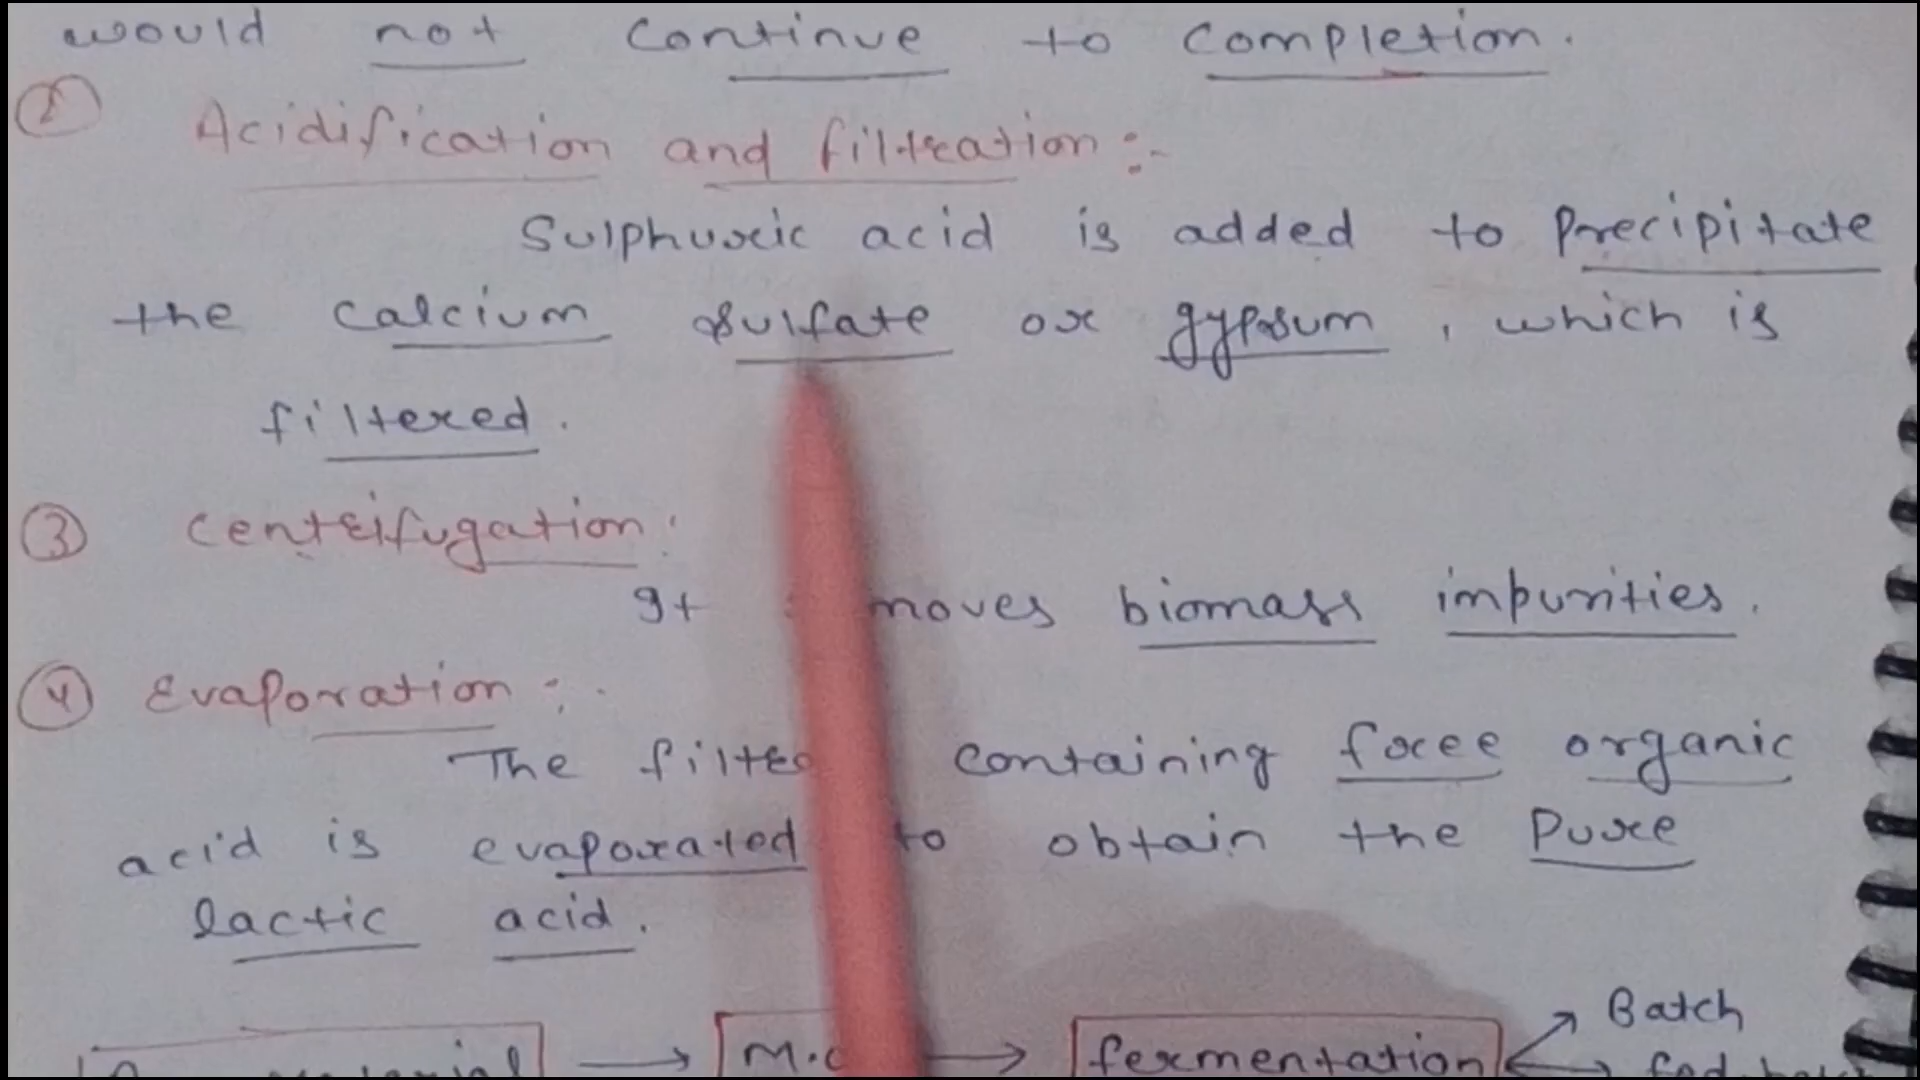 would not continue to completion.
② Acidification and filtration :-
Sulphuric acid is added to Precipitate
the calcium sulfate or gypsum , which is
filtered .
③ Centrifugation :
It moves biomass impurities .
④ Evaporation :-
The containing free organic
acid is evaporated to obtain the Pure
lactic acid .
Batch
→ → fermentation